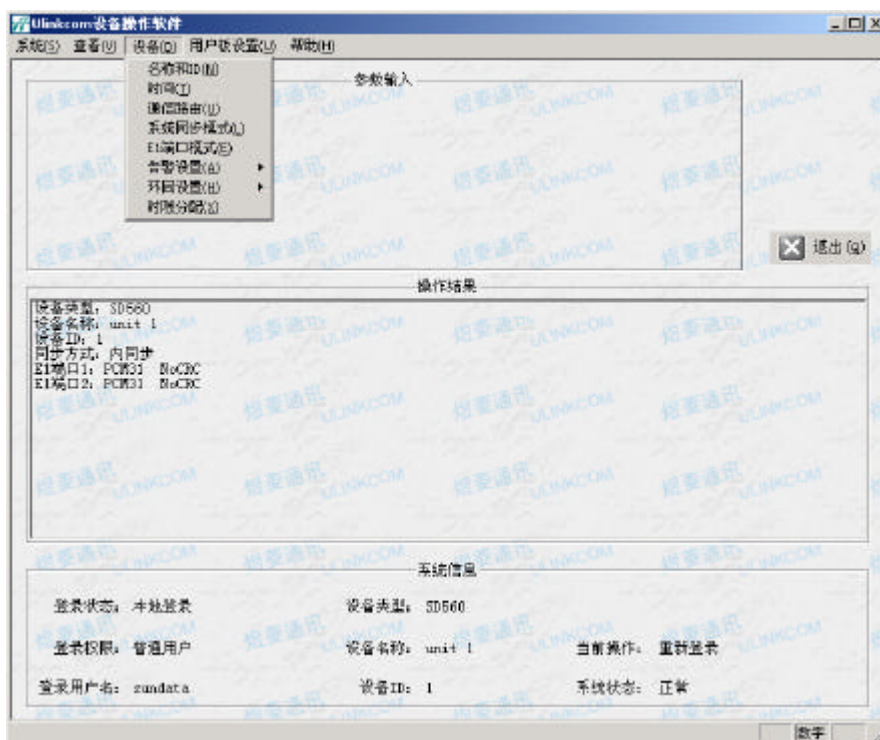 Ulinkcom设备操作软件
系统(S) 查看(V) 设备(D) 用户板设置(U) 帮助(H)
名称和ID(N)
时间(T)
通信路由(U)
系统同步模式(L)
E1端口模式(E)
告警设置(A)
环回设置(H)
时隙分配(X)
参数输入
退出(Q)
操作结果
设备类型: SD560
设备名称: unit 1
设备ID: 1
同步方式: 内同步
E1端口1: PCM31 NoCRC
E1端口2: PCM31 NoCRC
系统信息
登录状态: 本地登录 设备类型: SD560
登录权限: 普通用户 设备名称: unit 1 当前操作: 重新登录
登录用户名: sundata 设备ID: 1 系统状态: 正常
数字